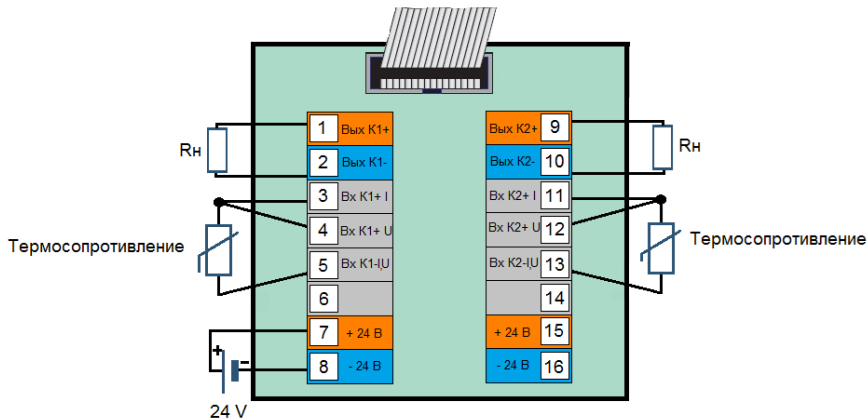 1 Вых К1+
2 Вых К1-
3 Вх К1+ I
4 Вх К1+ U
5 Вх К1-I,U
6
7 + 24 В
8 - 24 В
Вых К2+ 9
Вых К2- 10
Вх К2+ I 11
Вх К2+ U 12
Вх К2-I,U 13
14
+ 24 В 15
- 24 В 16
Rн
Термосопротивление
+ -
24 V
Rн
Термосопротивление